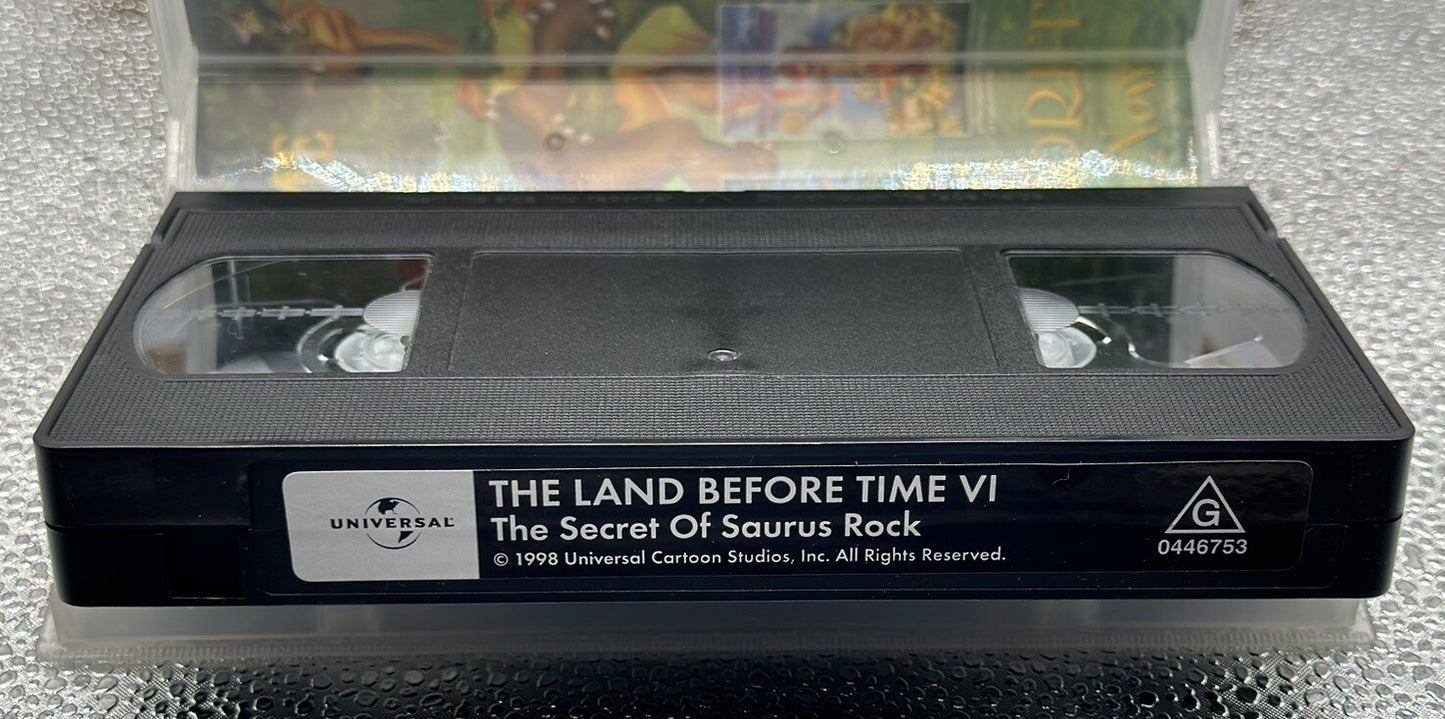 UNIVERSAL
THE LAND BEFORE TIME VI
The Secret Of Saurus Rock
© 1998 Universal Cartoon Studios, Inc. All Rights Reserved.
G
0446753